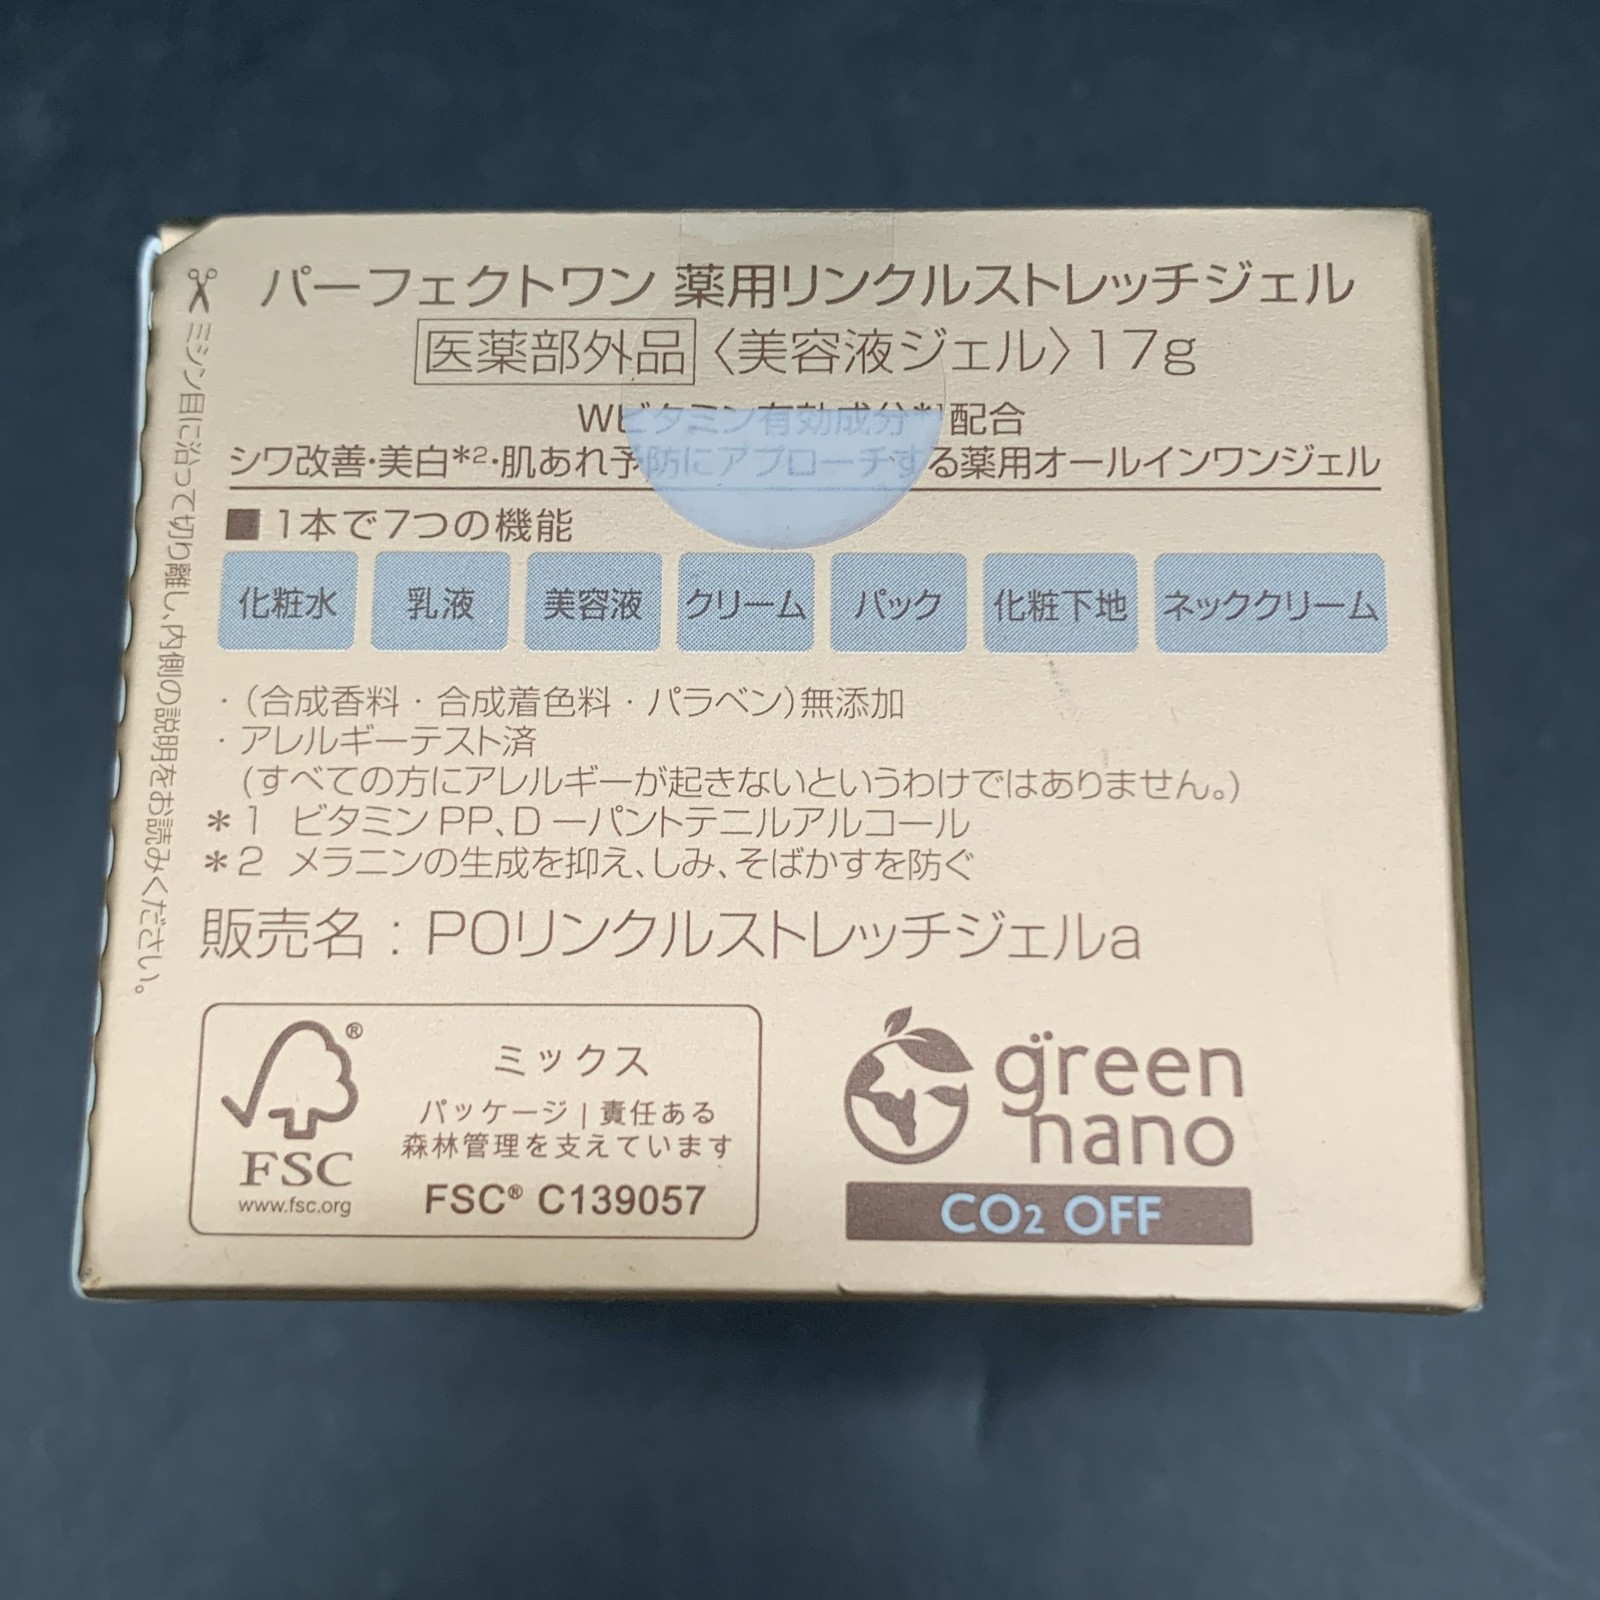 パーフェクトワン 薬用リンクルストレッチジェル
医薬部外品〈美容液ジェル〉17g
Wビタミン有効成分*1配合
シワ改善・美白*2・肌あれ予防にアプローチする薬用オールインワンジェル
■1本で7つの機能
化粧水 乳液 美容液 クリーム パック 化粧下地 ネッククリーム
・(合成香料・合成着色料・パラベン)無添加
・アレルギーテスト済
(すべての方にアレルギーが起きないというわけではありません。)
*1 ビタミンPP、D-パントテニルアルコール
*2 メラニンの生成を抑え、しみ、そばかすを防ぐ
販売名：POリンクルストレッチジェルa
ミシン目に沿って切り離し、内側の説明をお読みください。
®
FSC
www.fsc.org
ミックス
パッケージ｜責任ある
森林管理を支えています
FSC® C139057
green
nano
CO2 OFF